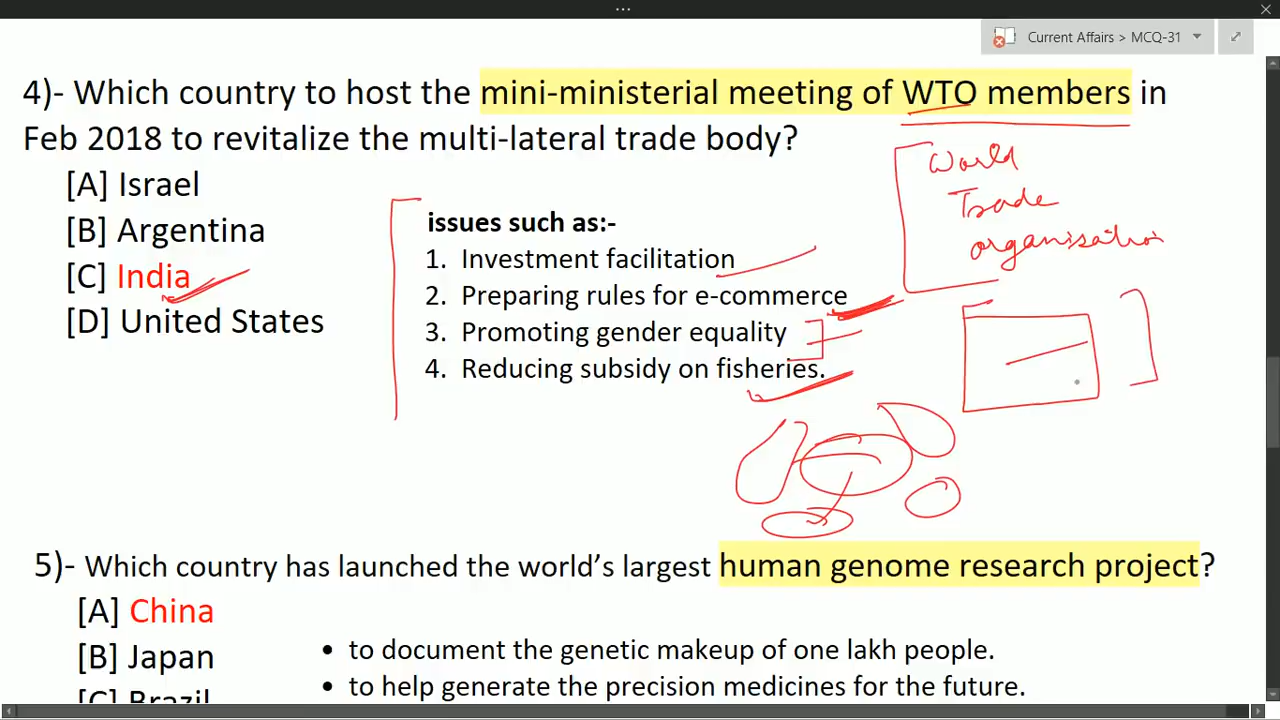 Current Affairs > MCQ-31
4)- Which country to host the mini-ministerial meeting of WTO members in
Feb 2018 to revitalize the multi-lateral trade body?
[A] Israel
[B] Argentina
[C] India
[D] United States
issues such as:-
1. Investment facilitation
2. Preparing rules for e-commerce
3. Promoting gender equality
4. Reducing subsidy on fisheries.
World
Trade
organisation
5)- Which country has launched the world's largest human genome research project?
[A] China
[B] Japan
[C] Brazil
• to document the genetic makeup of one lakh people.
• to help generate the precision medicines for the future.